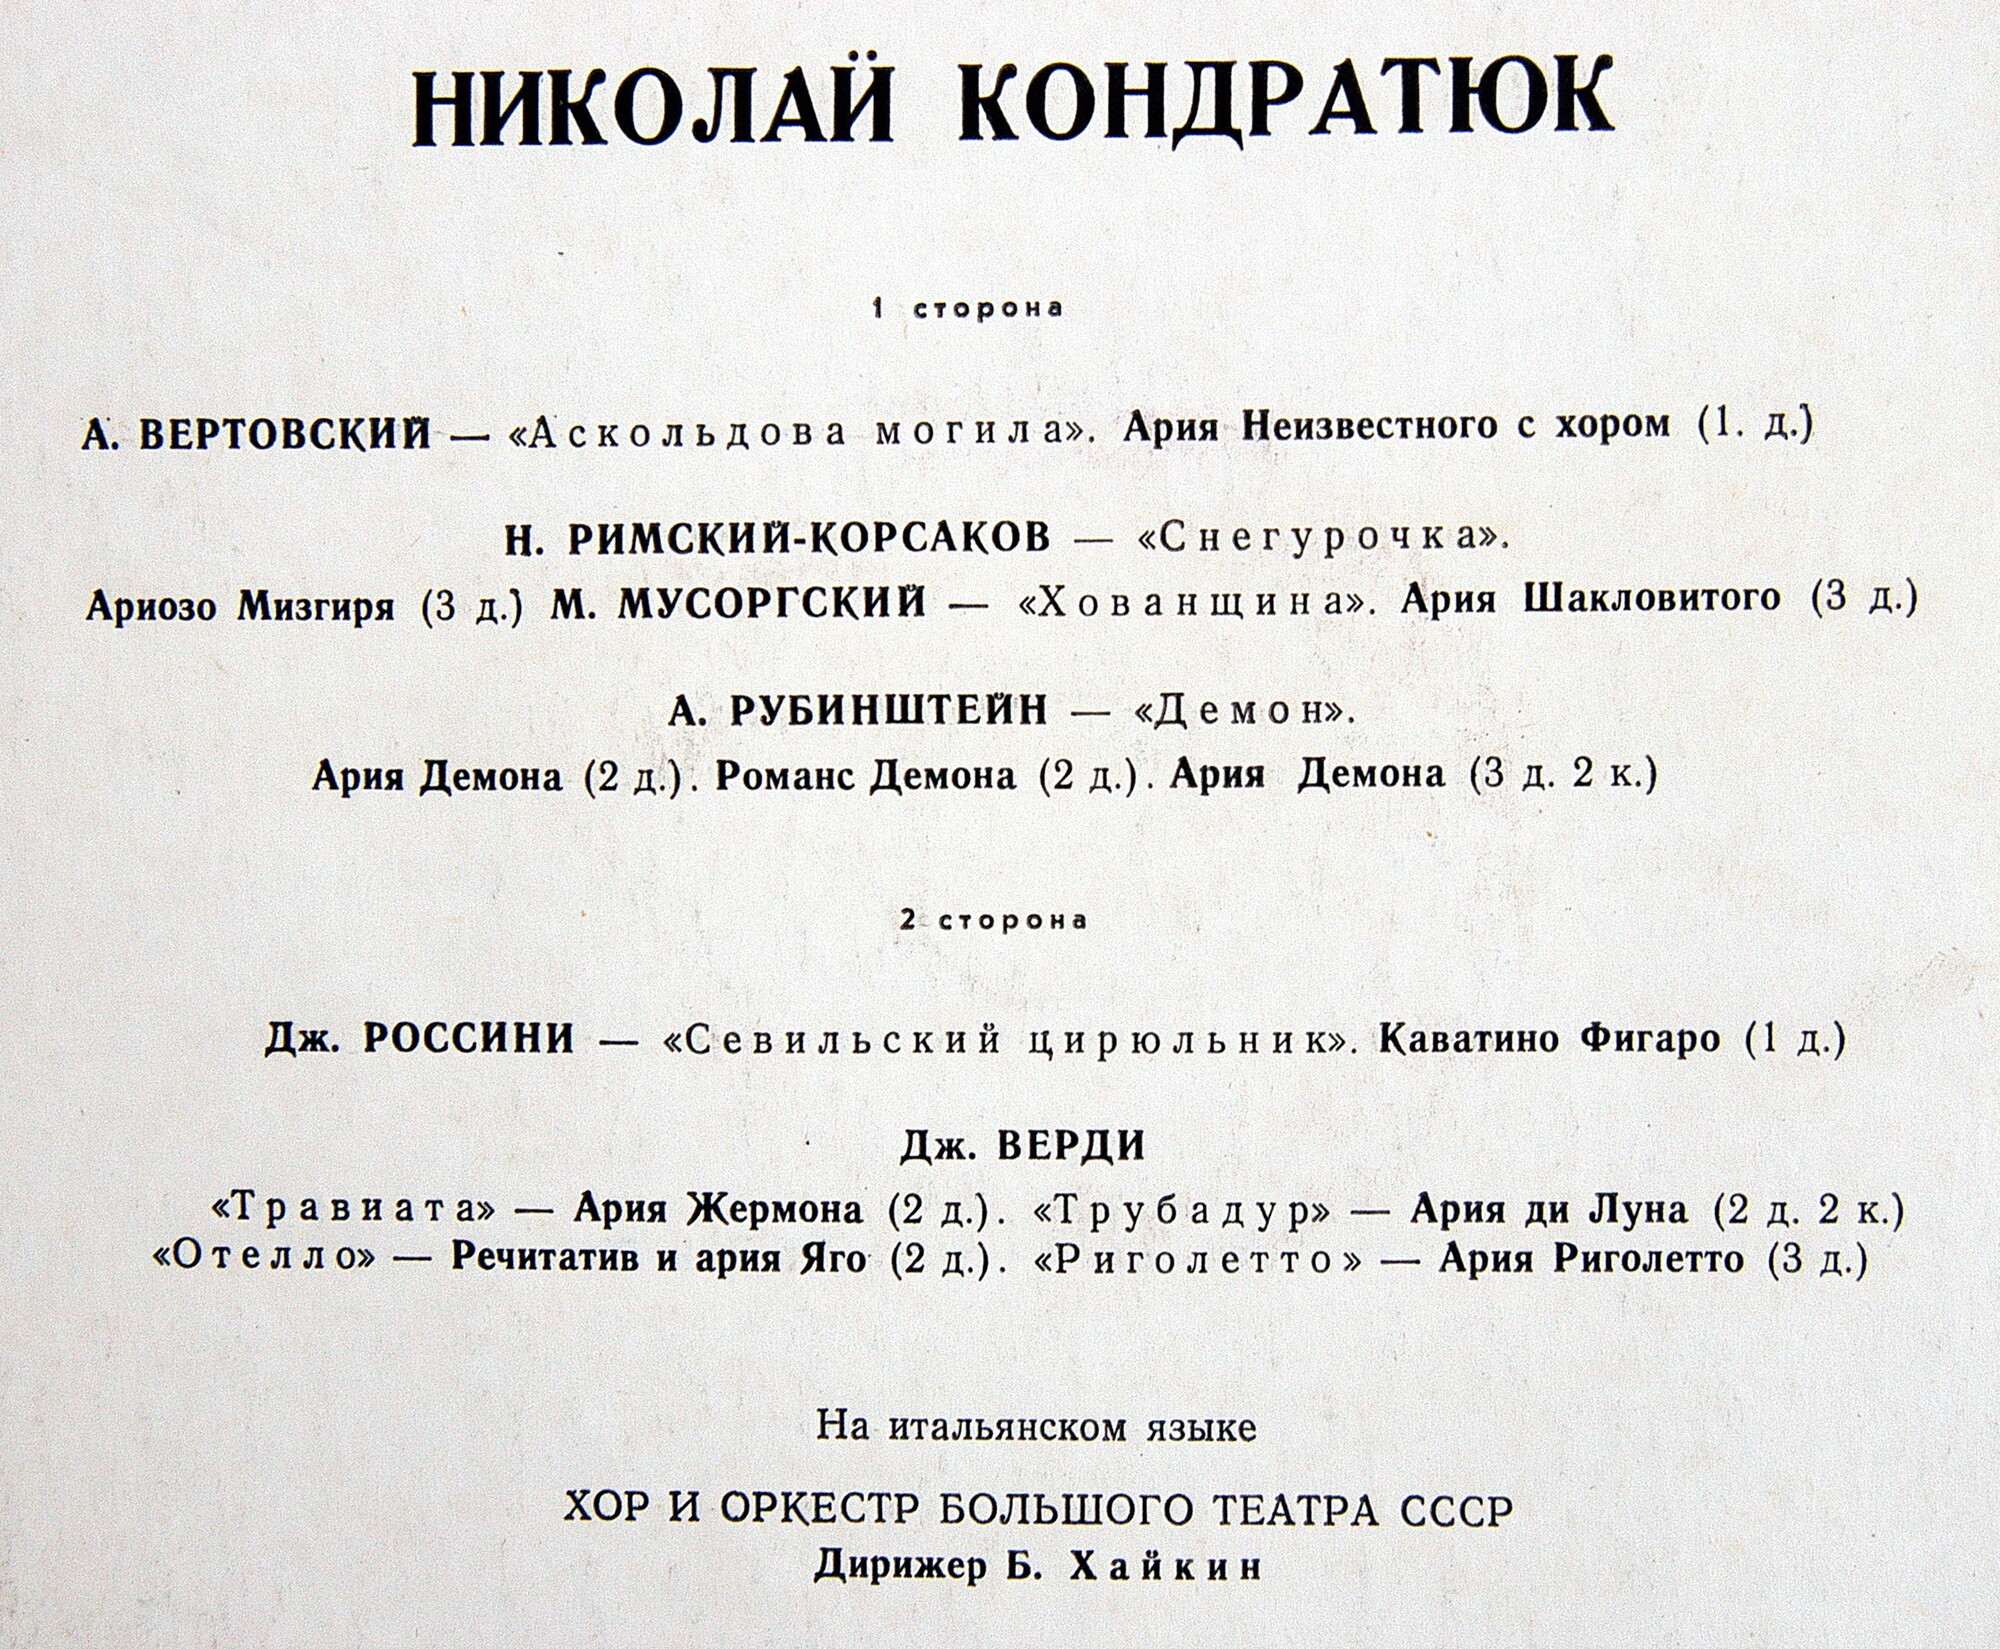 НИКОЛАЙ КОНДРАТЮК
1 сторона
А. ВЕРТОВСКИЙ — «Аскольдова могила». Ария Неизвестного с хором (1. д.)
Н. РИМСКИЙ-КОРСАКОВ — «Снегурочка».
Ариозо Мизгиря (3 д.) М. МУСОРГСКИЙ — «Хованщина». Ария Шакловитого (3 д.)
А. РУБИНШТЕЙН — «Демон».
Ария Демона (2 д.). Романс Демона (2 д.). Ария Демона (3 д. 2 к.)
2 сторона
Дж. РОССИНИ — «Севильский цирюльник». Каватино Фигаро (1 д.)
Дж. ВЕРДИ
«Травиата» — Ария Жермона (2 д.). «Трубадур» — Ария ди Луна (2 д. 2 к.)
«Отелло» — Речитатив и ария Яго (2 д.). «Риголетто» — Ария Риголетто (3 д.)
На итальянском языке
ХОР И ОРКЕСТР БОЛЬШОГО ТЕАТРА СССР
Дирижер Б. Хайкин